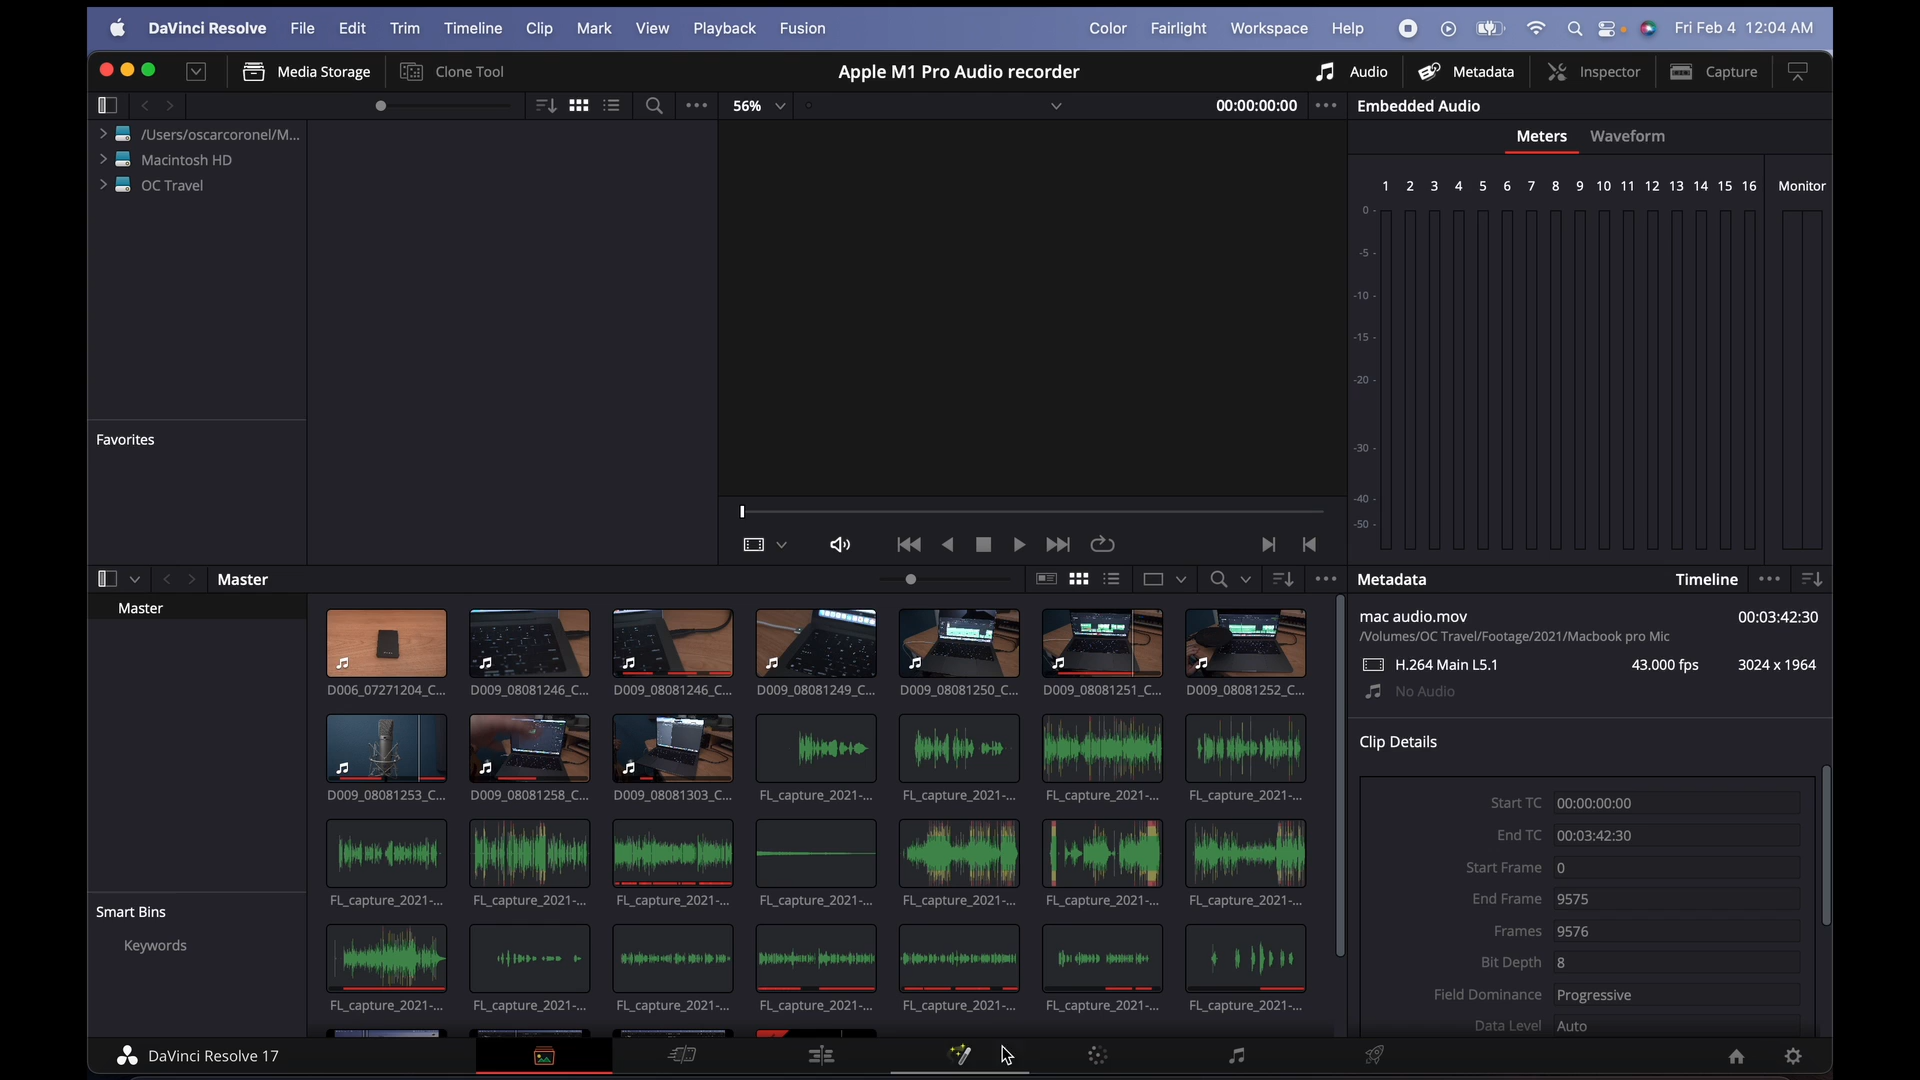 DaVinci Resolve File Edit Trim Timeline Clip Mark View Playback Fusion Color Fairlight Workspace Help Fri Feb 4 12:04 AM
Media Storage Clone Tool Apple M1 Pro Audio recorder Audio Metadata Inspector Capture
56% 00:00:00:00 Embedded Audio
/Users/oscarcoronel/M...
Macintosh HD
OC Travel
Favorites
Meters Waveform
1 2 3 4 5 6 7 8 9 10 11 12 13 14 15 16 Monitor
0 -
-5 -
-10 -
-15 -
-20 -
-30 -
-40 -
-50 -
Master Metadata Timeline
Master
D006_07271204_C... D009_08081246_C... D009_08081246_C... D009_08081249_C... D009_08081250_C... D009_08081251_C... D009_08081252_C...
D009_08081253_C... D009_08081258_C... D009_08081303_C... FL_capture_2021-... FL_capture_2021-... FL_capture_2021-... FL_capture_2021-...
FL_capture_2021-... FL_capture_2021-... FL_capture_2021-... FL_capture_2021-... FL_capture_2021-... FL_capture_2021-... FL_capture_2021-...
FL_capture_2021-... FL_capture_2021-... FL_capture_2021-... FL_capture_2021-... FL_capture_2021-... FL_capture_2021-... FL_capture_2021-...
Smart Bins
Keywords
mac audio.mov 00:03:42:30
/Volumes/OC Travel/Footage/2021/Macbook pro Mic
H.264 Main L5.1 43.000 fps 3024 x 1964
No Audio
Clip Details
Start TC 00:00:00:00
End TC 00:03:42:30
Start Frame 0
End Frame 9575
Frames 9576
Bit Depth 8
Field Dominance Progressive
Data Level Auto
DaVinci Resolve 17